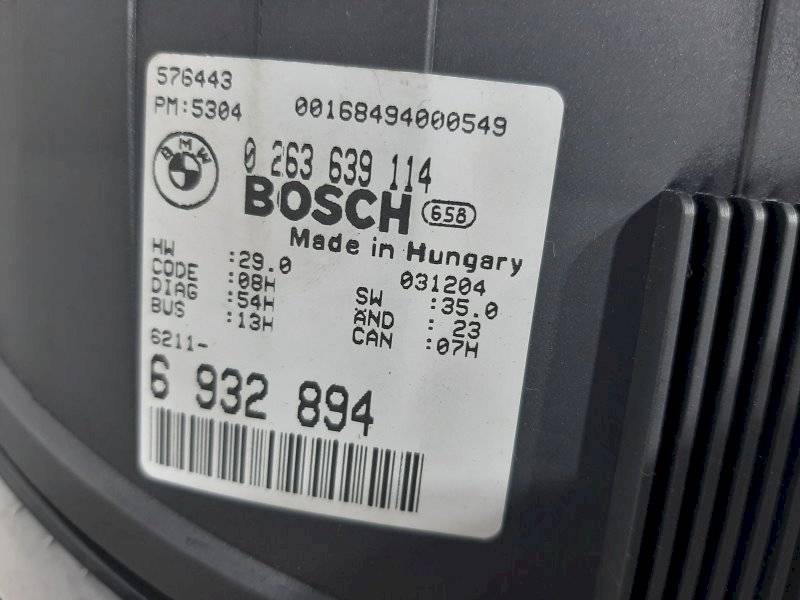 576443
PM:5304 00168494000549
BMW 0 263 639 114
BOSCH 658
Made in Hungary
HW :29.0 031204
CODE :08H SW :35.0
DIAG :54H ÄND : 23
BUS :13H CAN :07H
6211-
6 932 894